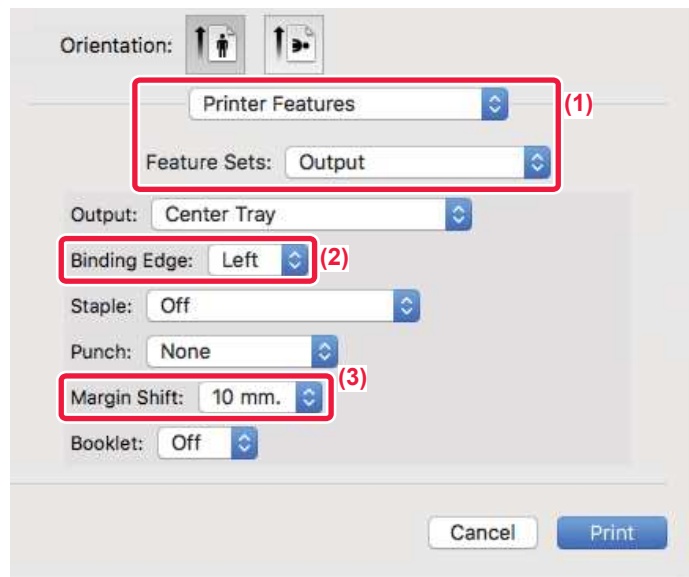 Orientation:
Printer Features (1)
Feature Sets: Output
Output: Center Tray
Binding Edge: Left (2)
Staple: Off
Punch: None
(3)
Margin Shift: 10 mm.
Booklet: Off
Cancel Print